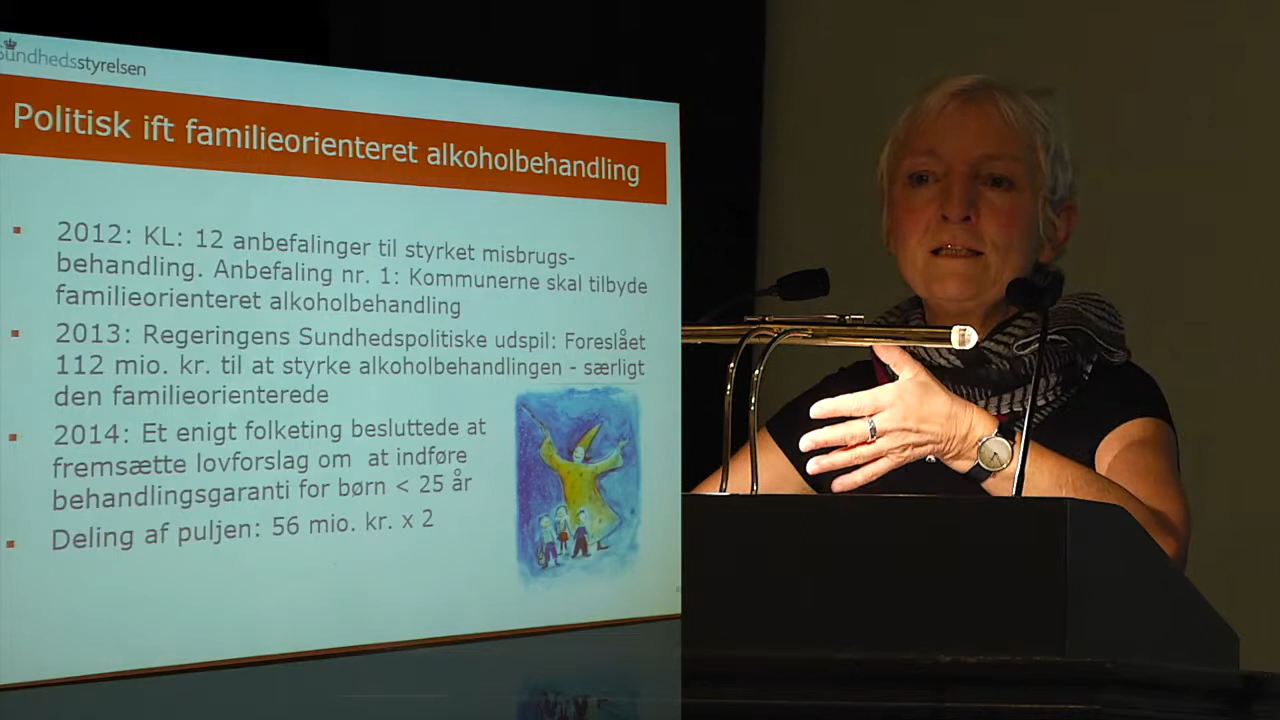 Sundhedsstyrelsen
Politisk ift familieorienteret alkoholbehandling
▪ 2012: KL: 12 anbefalinger til styrket misbrugs-
behandling. Anbefaling nr. 1: Kommunerne skal tilbyde
familieorienteret alkoholbehandling
▪ 2013: Regeringens Sundhedspolitiske udspil: Foreslået
112 mio. kr. til at styrke alkoholbehandlingen - særligt
den familieorienterede
▪ 2014: Et enigt folketing besluttede at
fremsætte lovforslag om at indføre
behandlingsgaranti for børn < 25 år
▪ Deling af puljen: 56 mio. kr. x 2